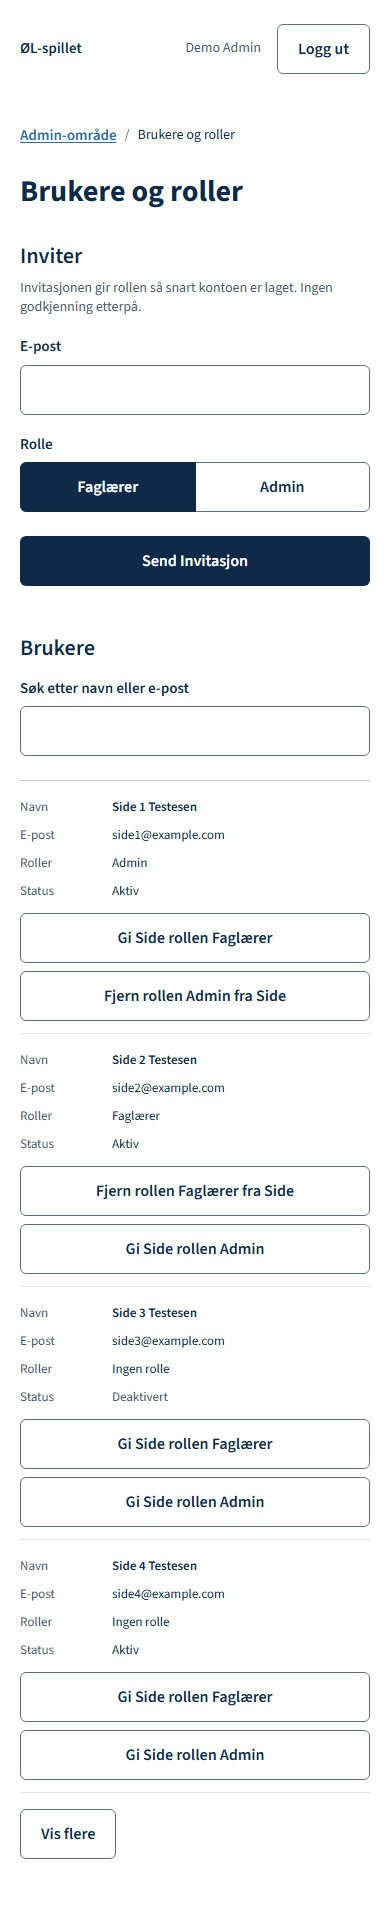 ØL-spillet
Demo Admin
Logg ut
Admin-område / Brukere og roller
Brukere og roller
Inviter
Invitasjonen gir rollen så snart kontoen er laget. Ingen
godkjenning etterpå.
E-post
Rolle
Faglærer
Admin
Send Invitasjon
Brukere
Søk etter navn eller e-post
Navn Side 1 Testesen
E-post side1@example.com
Roller Admin
Status Aktiv
Gi Side rollen Faglærer
Fjern rollen Admin fra Side
Navn Side 2 Testesen
E-post side2@example.com
Roller Faglærer
Status Aktiv
Fjern rollen Faglærer fra Side
Gi Side rollen Admin
Navn Side 3 Testesen
E-post side3@example.com
Roller Ingen rolle
Status Deaktivert
Gi Side rollen Faglærer
Gi Side rollen Admin
Navn Side 4 Testesen
E-post side4@example.com
Roller Ingen rolle
Status Aktiv
Gi Side rollen Faglærer
Gi Side rollen Admin
Vis flere